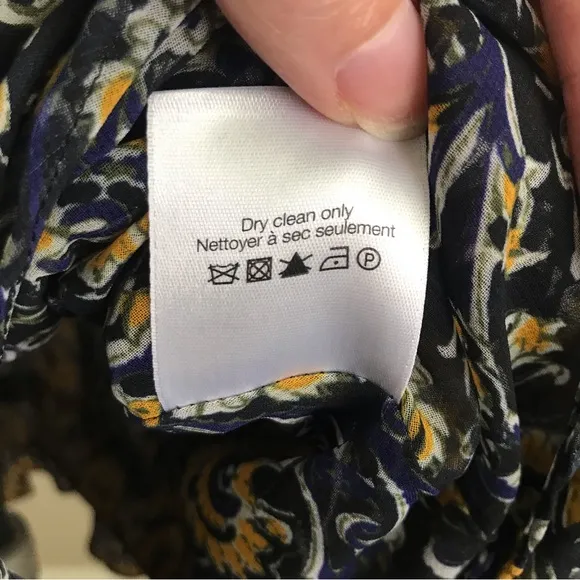 Dry clean only
Nettoyer à sec seulement
P